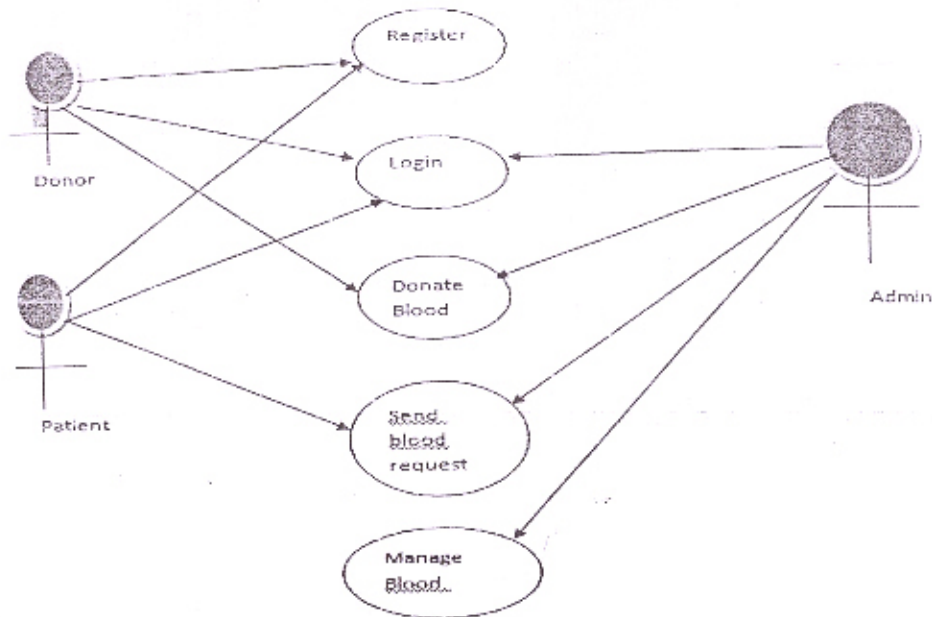 Register
Donor
Login
Donate
Blood
Admin
Patient
Send
blood
request
Manage
Blood